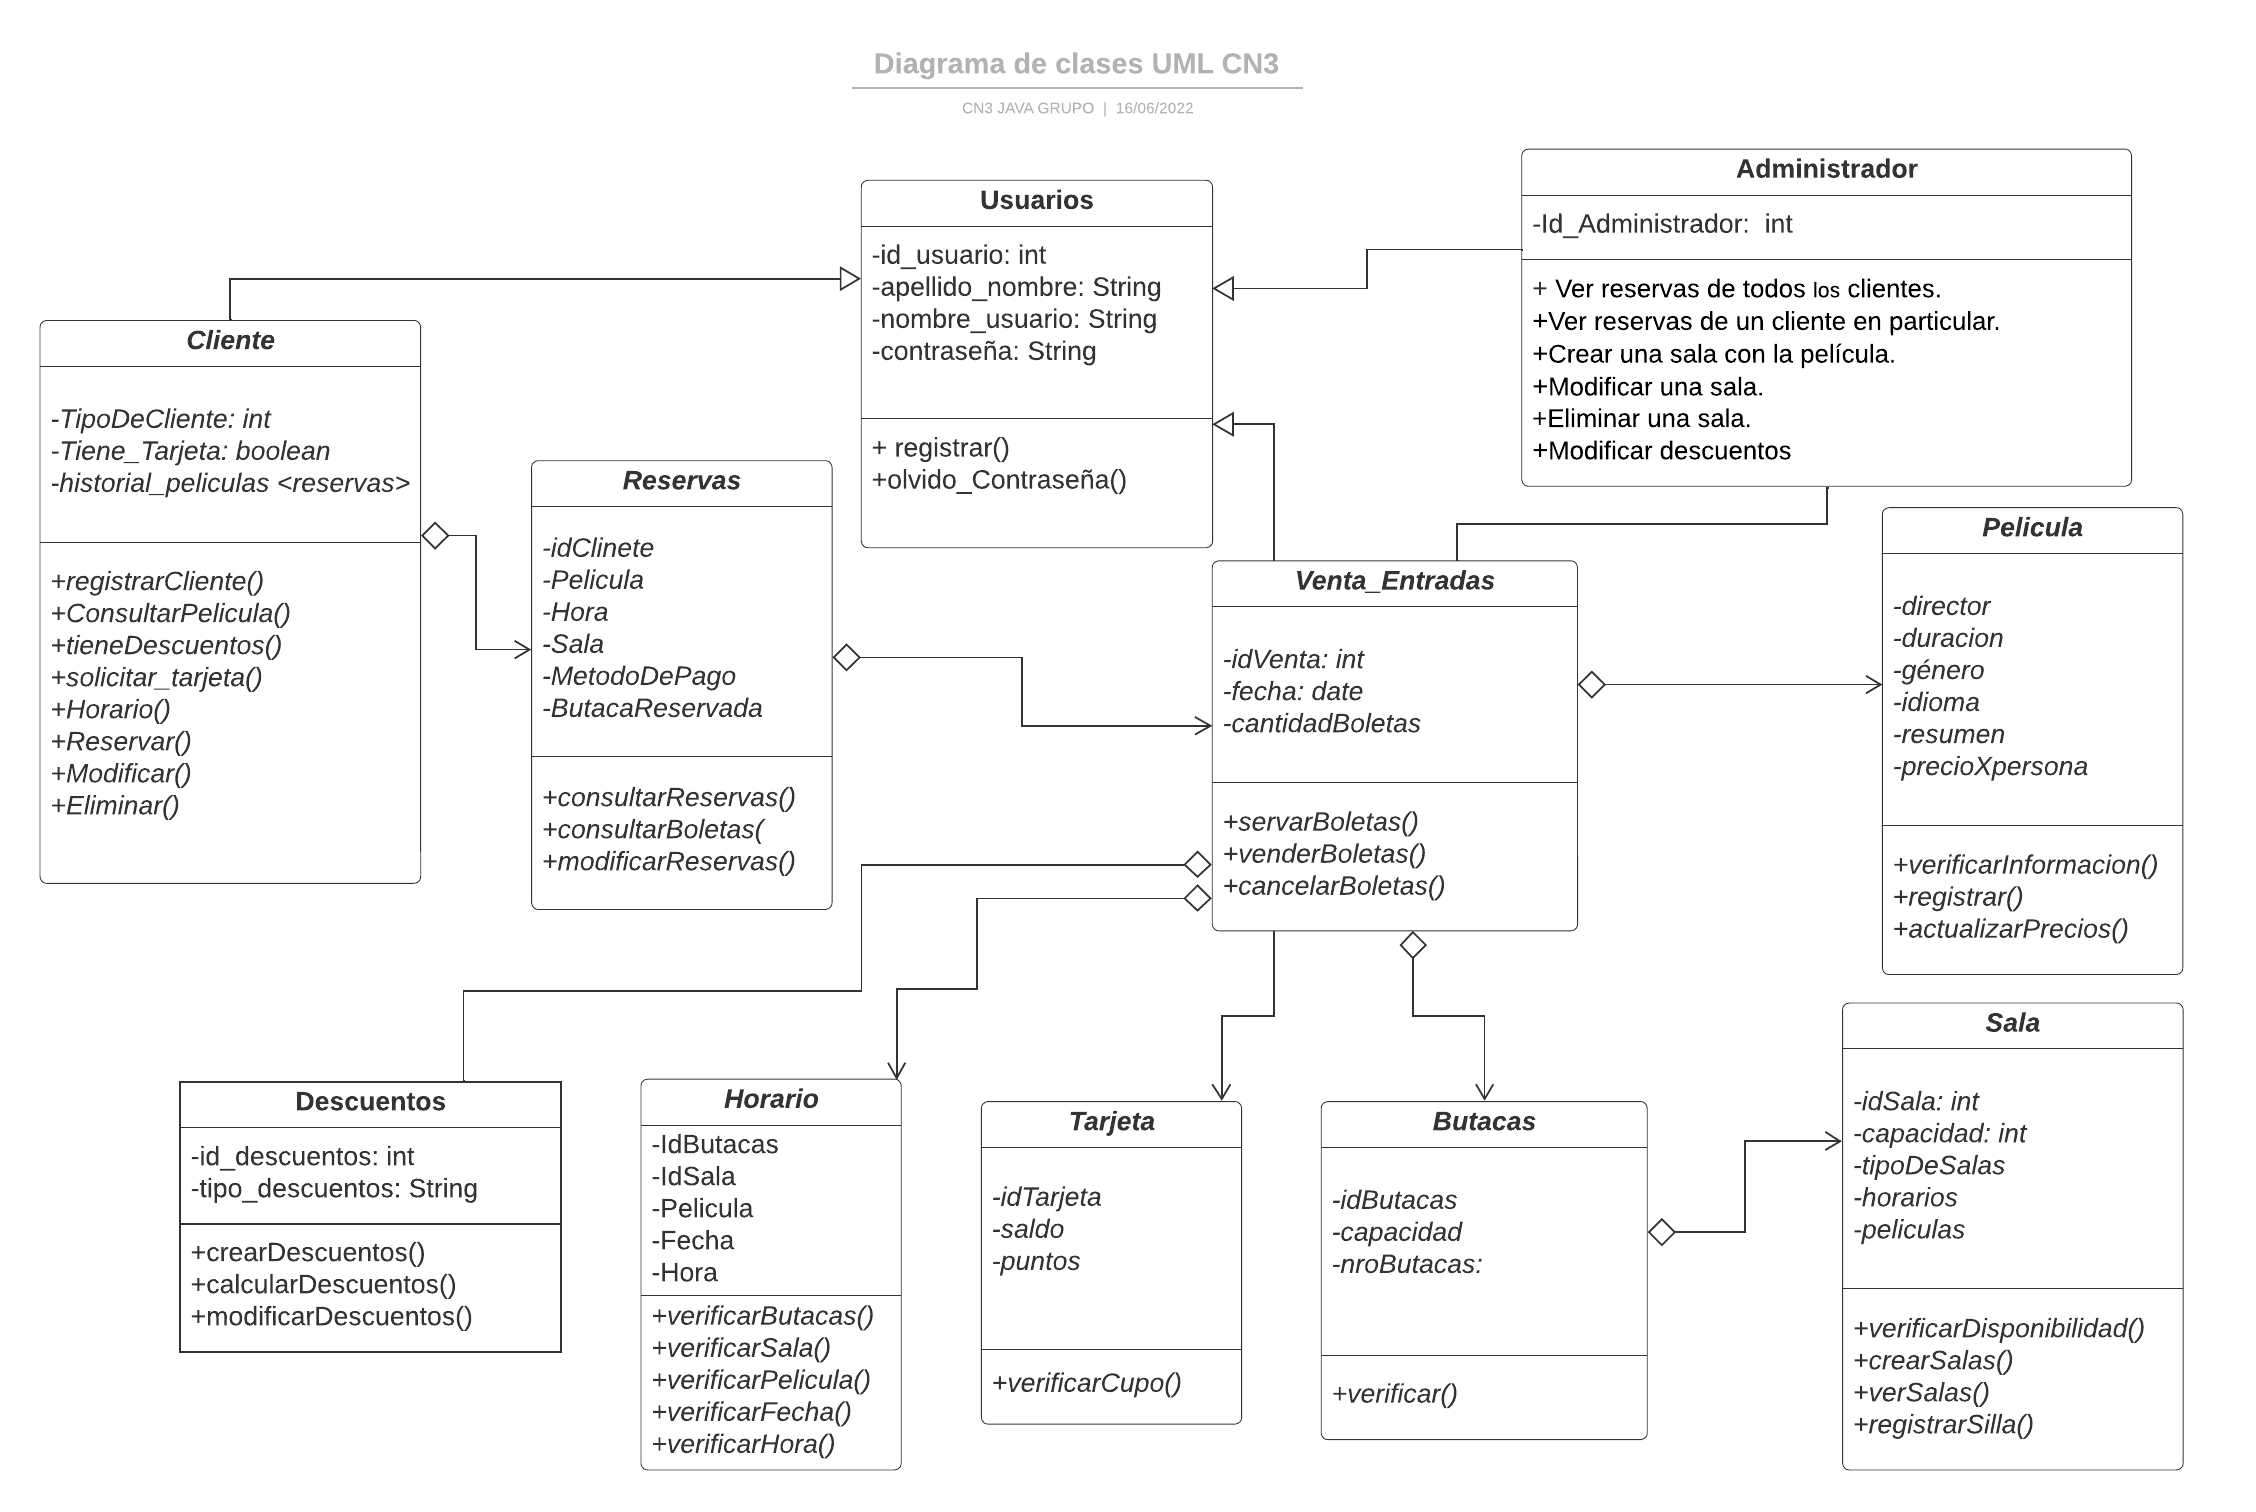 Diagrama de clases UML CN3
CN3 JAVA GRUPO | 16/06/2022
Usuarios
-id_usuario: int
-apellido_nombre: String
-nombre_usuario: String
-contraseña: String
+ registrar()
+olvido_Contraseña()
Administrador
-Id_Administrador:  int
+ Ver reservas de todos los clientes.
+Ver reservas de un cliente en particular.
+Crear una sala con la película.
+Modificar una sala.
+Eliminar una sala.
+Modificar descuentos
Cliente
-TipoDeCliente: int
-Tiene_Tarjeta: boolean
-historial_peliculas <reservas>
+registrarCliente()
+ConsultarPelicula()
+tieneDescuentos()
+solicitar_tarjeta()
+Horario()
+Reservar()
+Modificar()
+Eliminar()
Reservas
-idClinete
-Pelicula
-Hora
-Sala
-MetodoDePago
-ButacaReservada
+consultarReservas()
+consultarBoletas(
+modificarReservas()
Venta_Entradas
-idVenta: int
-fecha: date
-cantidadBoletas
+servarBoletas()
+venderBoletas()
+cancelarBoletas()
Pelicula
-director
-duracion
-género
-idioma
-resumen
-precioXpersona
+verificarInformacion()
+registrar()
+actualizarPrecios()
Descuentos
-id_descuentos: int
-tipo_descuentos: String
+crearDescuentos()
+calcularDescuentos()
+modificarDescuentos()
Horario
-IdButacas
-IdSala
-Pelicula
-Fecha
-Hora
+verificarButacas()
+verificarSala()
+verificarPelicula()
+verificarFecha()
+verificarHora()
Tarjeta
-idTarjeta
-saldo
-puntos
+verificarCupo()
Butacas
-idButacas
-capacidad
-nroButacas:
+verificar()
Sala
-idSala: int
-capacidad: int
-tipoDeSalas
-horarios
-peliculas
+verificarDisponibilidad()
+crearSalas()
+verSalas()
+registrarSilla()